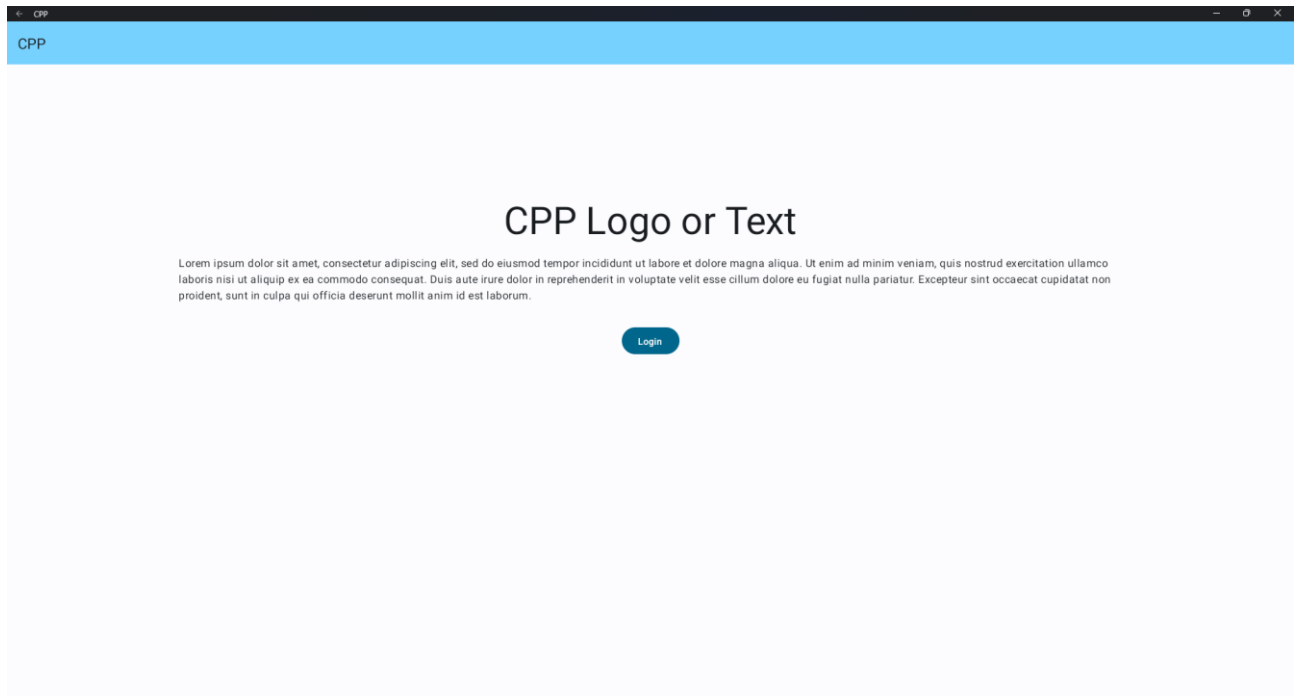 CPP
CPP
CPP Logo or Text
Lorem ipsum dolor sit amet, consectetur adipiscing elit, sed do eiusmod tempor incididunt ut labore et dolore magna aliqua. Ut enim ad minim veniam, quis nostrud exercitation ullamco
laboris nisi ut aliquip ex ea commodo consequat. Duis aute irure dolor in reprehenderit in voluptate velit esse cillum dolore eu fugiat nulla pariatur. Excepteur sint occaecat cupidatat non
proident, sunt in culpa qui officia deserunt mollit anim id est laborum.
Login